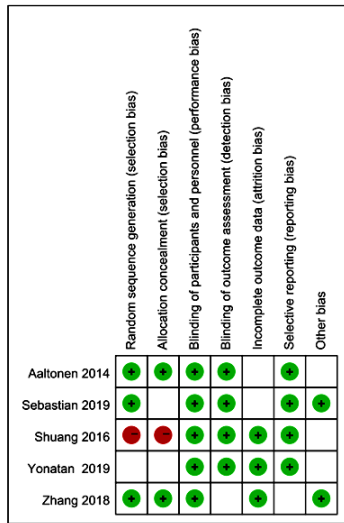 Random sequence generation (selection bias)
Allocation concealment (selection bias)
Blinding of participants and personnel (performance bias)
Blinding of outcome assessment (detection bias)
Incomplete outcome data (attrition bias)
Selective reporting (reporting bias)
Other bias
Aaltonen 2014 + + + + +
Sebastian 2019 + + + + +
Shuang 2016 - - + + + +
Yonatan 2019 + + + +
Zhang 2018 + + + + +